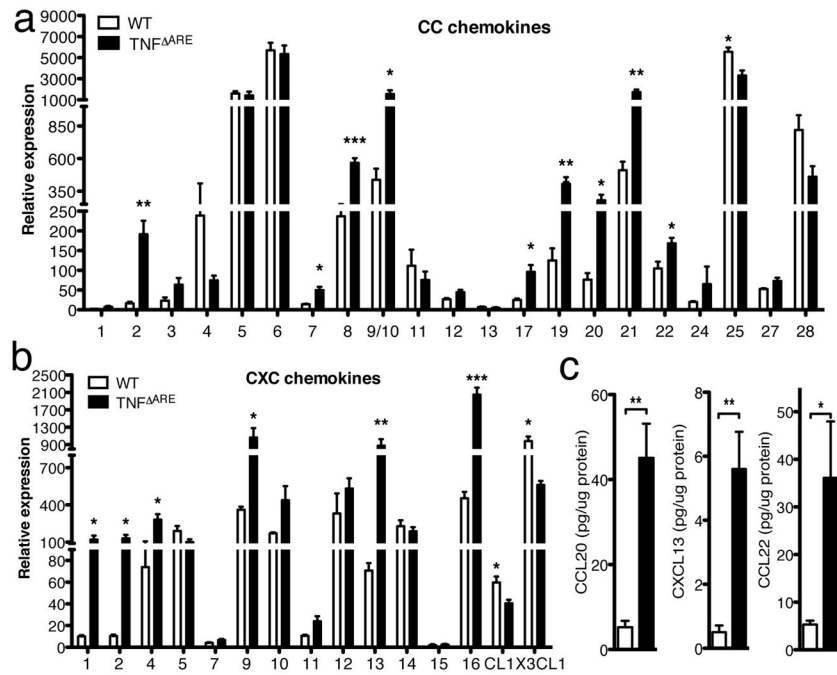 a
WT
TNFΔARE
CC chemokines
Relative expression
9000
7000
5000
3000
1000
850
600
350
250
200
150
100
50
0
** * *** * * ** * ** * *
1 2 3 4 5 6 7 8 9/10 11 12 13 17 19 20 21 22 24 25 27 28
b
WT
TNFΔARE
CXC chemokines
Relative expression
2500
2100
1700
1300
900
700
400
100
80
60
40
20
0
* * * * ** *** * *
1 2 4 5 7 9 10 11 12 13 14 15 16 CL1 X3CL1
c
CCL20 (pg/ug protein)
60
40
20
0
**
CXCL13 (pg/ug protein)
8
6
4
2
0
**
CCL22 (pg/ug protein)
50
40
30
20
10
0
*